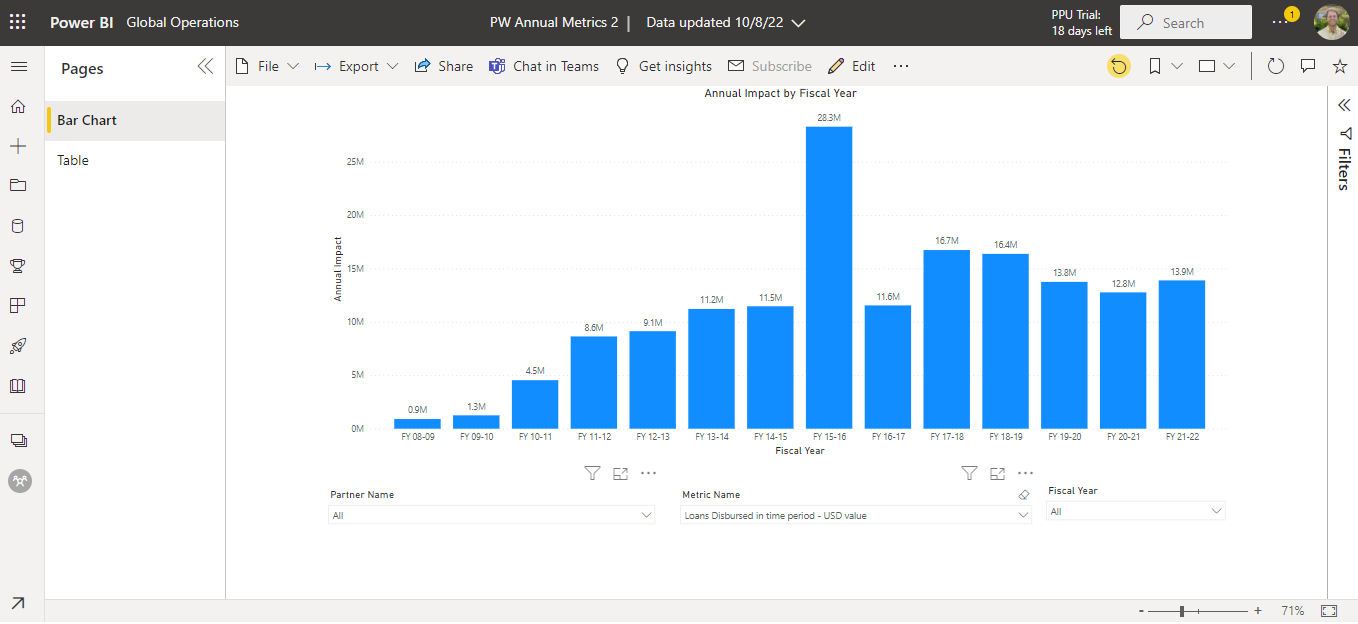 Power BI Global Operations
PW Annual Metrics 2 | Data updated 10/8/22
PPU Trial:
18 days left
Search
1
Pages
File Export Share Chat in Teams Get insights Subscribe Edit
Bar Chart
Table
Filters
Annual Impact by Fiscal Year
Annual Impact
28.3M
25M
20M
16.7M
16.4M
15M
13.8M
12.8M
13.9M
11.2M
11.5M
11.6M
10M
8.6M
9.1M
5M
4.5M
0.9M
1.3M
0M
FY 08-09 FY 09-10 FY 10-11 FY 11-12 FY 12-13 FY 13-14 FY 14-15 FY 15-16 FY 16-17 FY 17-18 FY 18-19 FY 19-20 FY 20-21 FY 21-22
Fiscal Year
Partner Name
All
Metric Name
Loans Disbursed in time period - USD value
Fiscal Year
All
- + 71%